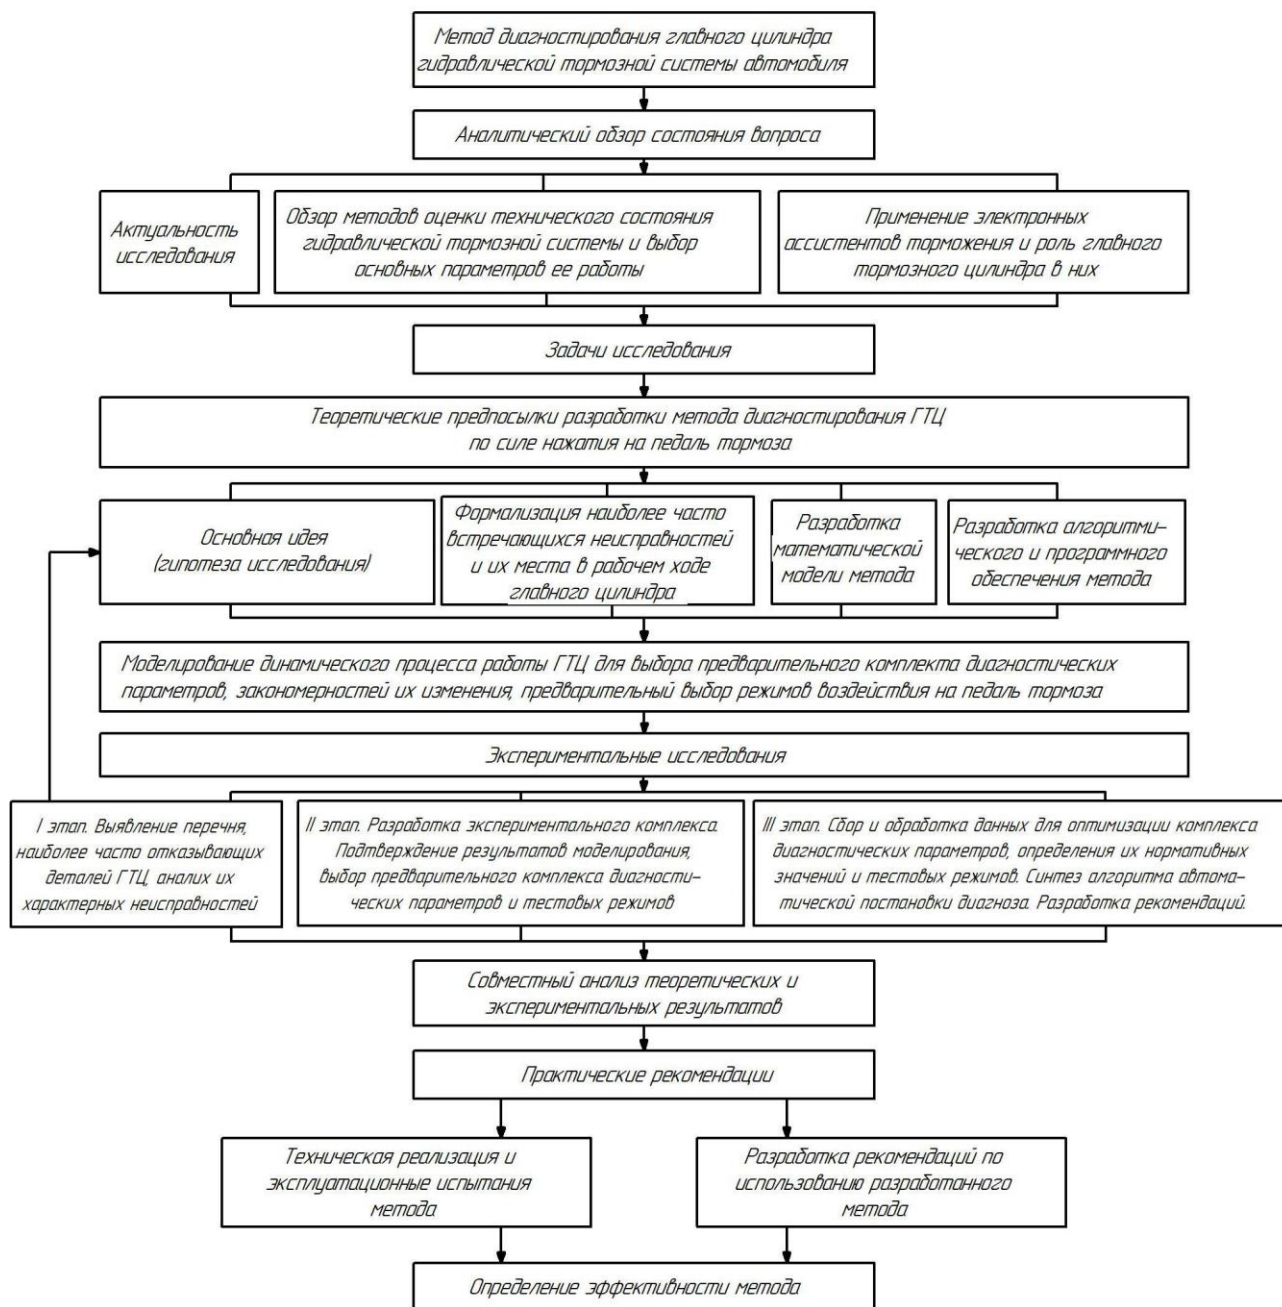 Метод диагностирования главного цилиндра
гидравлической тормозной системы автомобиля
Аналитический обзор состояния вопроса
Актуальность
исследования
Обзор методов оценки технического состояния
гидравлической тормозной системы и выбор
основных параметров ее работы
Применение электронных
ассистентов торможения и роль главного
тормозного цилиндра в них
Задачи исследования
Теоретические предпосылки разработки метода диагностирования ГТЦ
по силе нажатия на педаль тормоза
Основная идея
(гипотеза исследования)
Формализация наиболее часто
встречающихся неисправностей
и их места в рабочем ходе
главного цилиндра
Разработка
математической
модели метода
Разработка алгоритми-
ческого и программного
обеспечения метода
Моделирование динамического процесса работы ГТЦ для выбора предварительного комплекта диагностических
параметров, закономерностей их изменения, предварительный выбор режимов воздействия на педаль тормоза
Экспериментальные исследования
I этап. Выявление перечня,
наиболее часто отказывающих
деталей ГТЦ, аналих их
характерных неисправностей
II этап. Разработка экспериментального комплекса.
Подтверждение результатов моделирования,
выбор предварительного комплекса диагности-
ческих параметров и тестовых режимов
III этап. Сбор и обработка данных для оптимизации комплекса
диагностических параметров, определения их нормативных
значений и тестовых режимов. Синтез алгоритма автома-
тической постановки диагноза. Разработка рекомендаций.
Совместный анализ теоретических и
экспериментальных результатов
Практические рекомендации
Техническая реализация и
эксплуатационные испытания
метода
Разработка рекомендаций по
использованию разработанного
метода
Определение эффективности метода